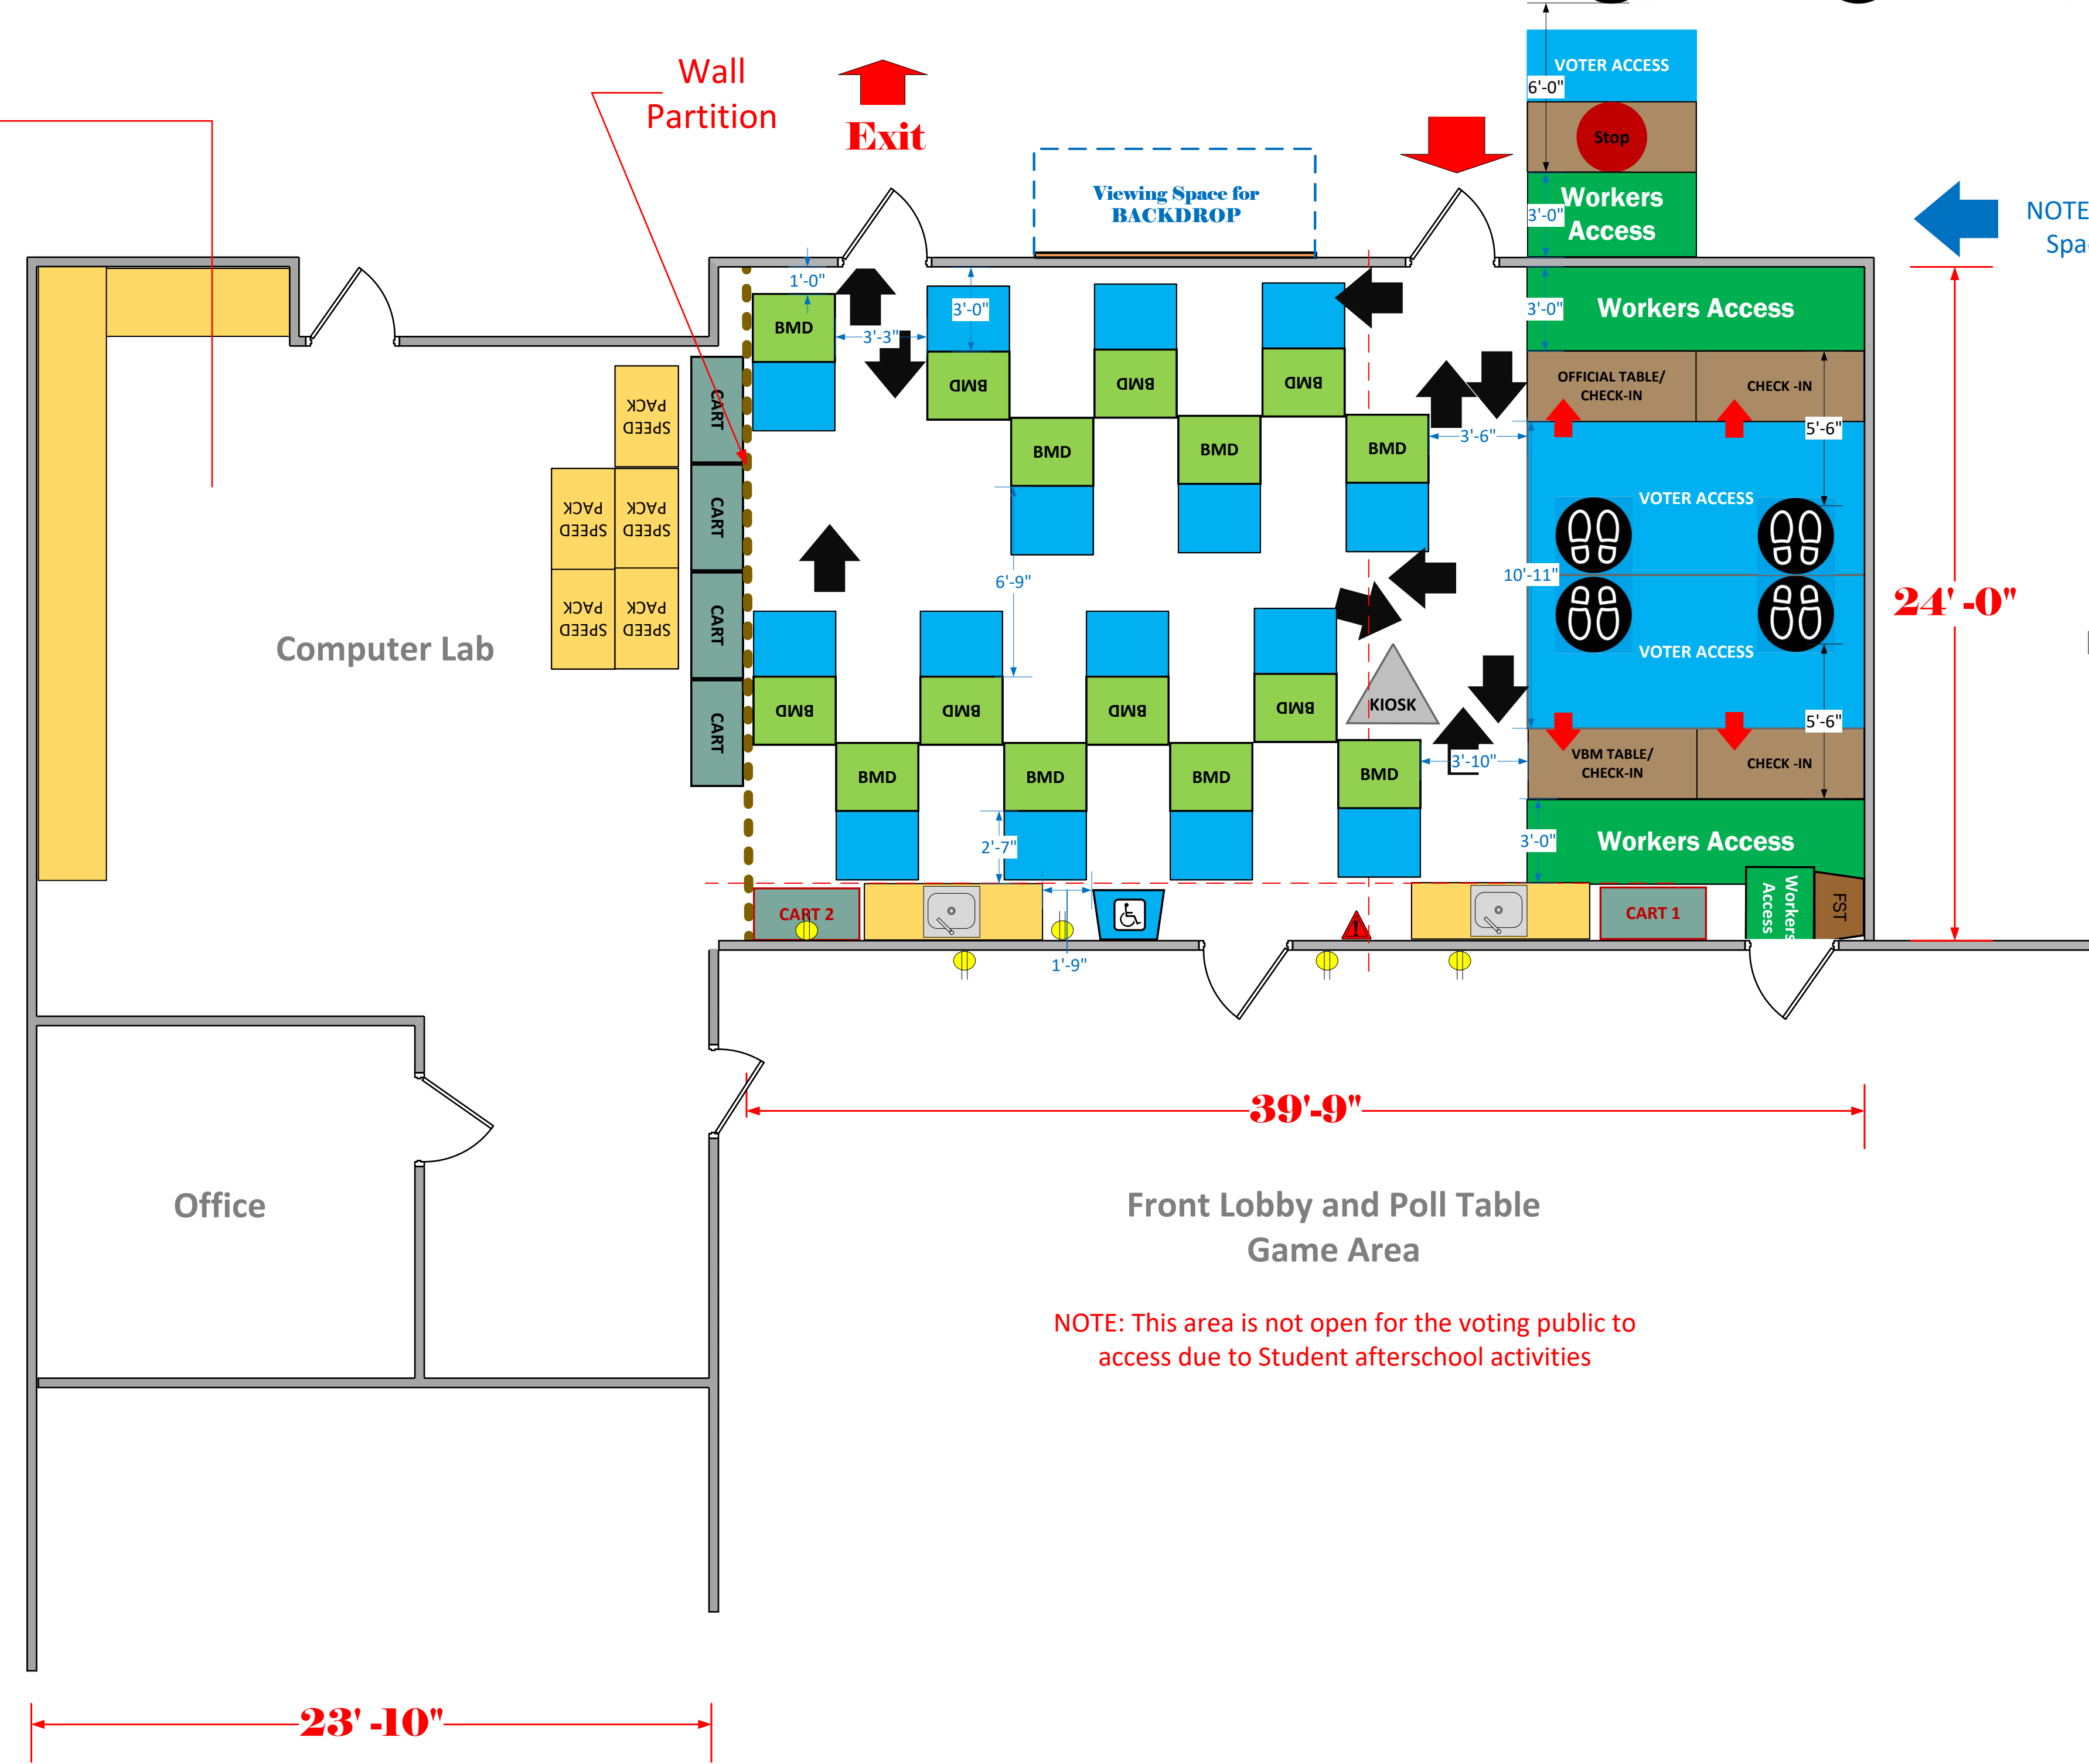 Wall
Partition
Exit
Viewing Space for
BACKDROP
VOTER ACCESS
6'-0"
Stop
Workers
Access
3'-0"
NOTE
Spa
1'-0"
BMD
3'-3"
3'-0"
BMD
BMD
BMD
BMD
BMD
BMD
3'-6"
3'-0"
Workers Access
OFFICIAL TABLE/
CHECK-IN
CHECK -IN
5'-6"
VOTER ACCESS
10'-11"
VOTER ACCESS
5'-6"
24' -0"
CART
CART
CART
CART
SPEED
PACK
SPEED
PACK
SPEED
PACK
SPEED
PACK
SPEED
PACK
Computer Lab
6'-9"
BMD
BMD
BMD
BMD
KIOSK
BMD
BMD
BMD
BMD
3'-10"
VBM TABLE/
CHECK-IN
CHECK -IN
2'-7"
3'-0"
Workers Access
CART 2
CART 1
Workers
Access
FST
1'-9"
39'-9"
Office
Front Lobby and Poll Table
Game Area
NOTE: This area is not open for the voting public to
access due to Student afterschool activities
23' -10"